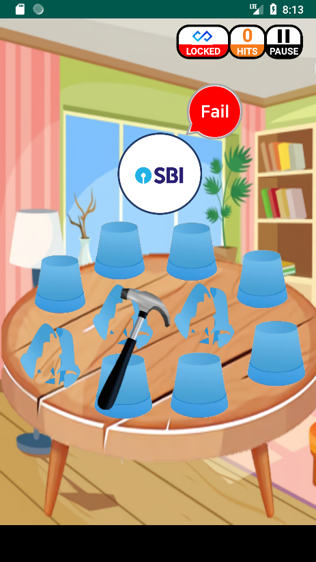 LTE 8:13
LOCKED
0
HITS
PAUSE
Fail
SBI